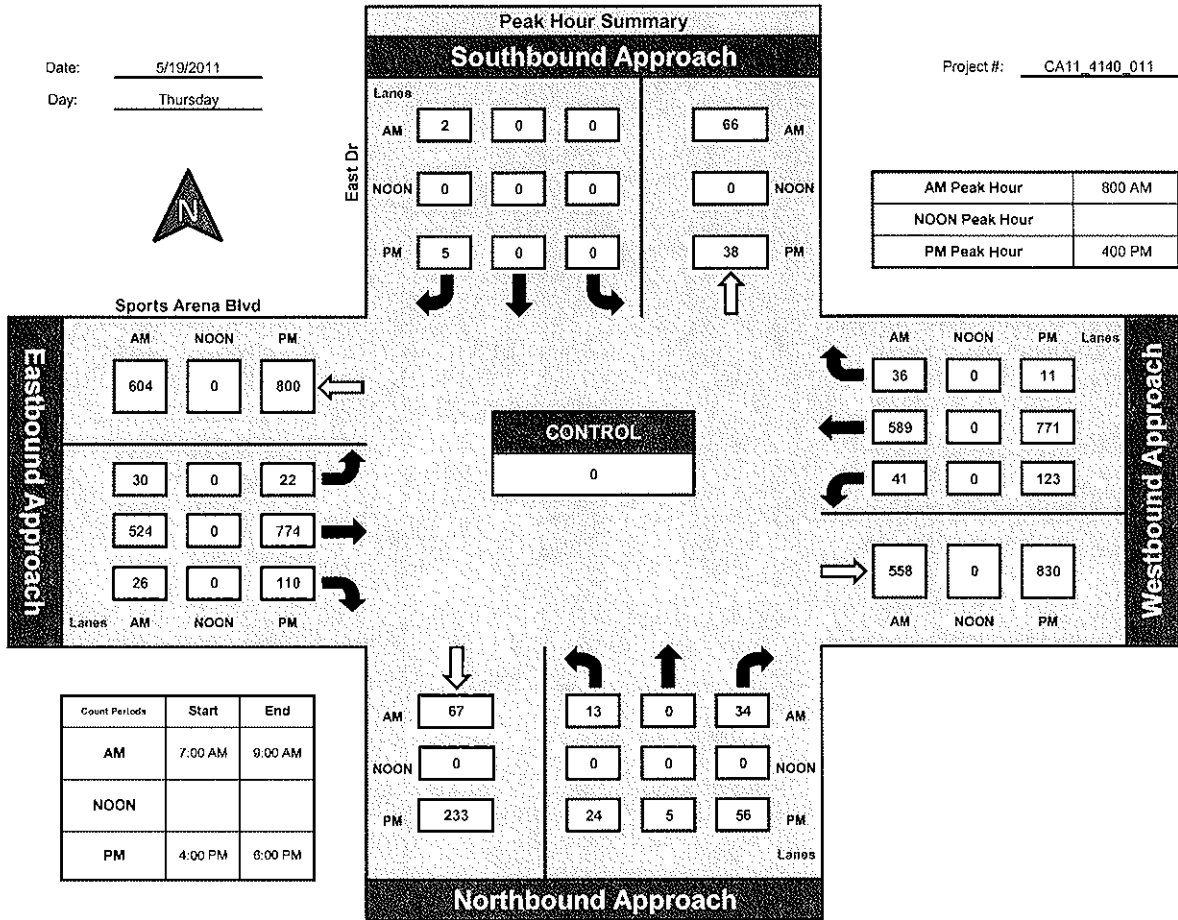 Peak Hour Summary
Southbound Approach
Date: 5/19/2011
Day: Thursday
Project #: CA11_4140_011
N
East Dr
Lanes
AM 2 0 0 66 AM
NOON 0 0 0 0 NOON
PM 5 0 0 38 PM
AM Peak Hour 800 AM
NOON Peak Hour
PM Peak Hour 400 PM
Sports Arena Blvd
Eastbound Approach
AM NOON PM
604 0 800
30 0 22
524 0 774
26 0 110
Lanes AM NOON PM
CONTROL
0
Westbound Approach
AM NOON PM Lanes
36 0 11
589 0 771
41 0 123
558 0 830
AM NOON PM
Count Periods Start End
AM 7:00 AM 9:00 AM
NOON
PM 4:00 PM 6:00 PM
AM 67 13 0 34 AM
NOON 0 0 0 0 NOON
PM 233 24 5 56 PM
Lanes
Northbound Approach